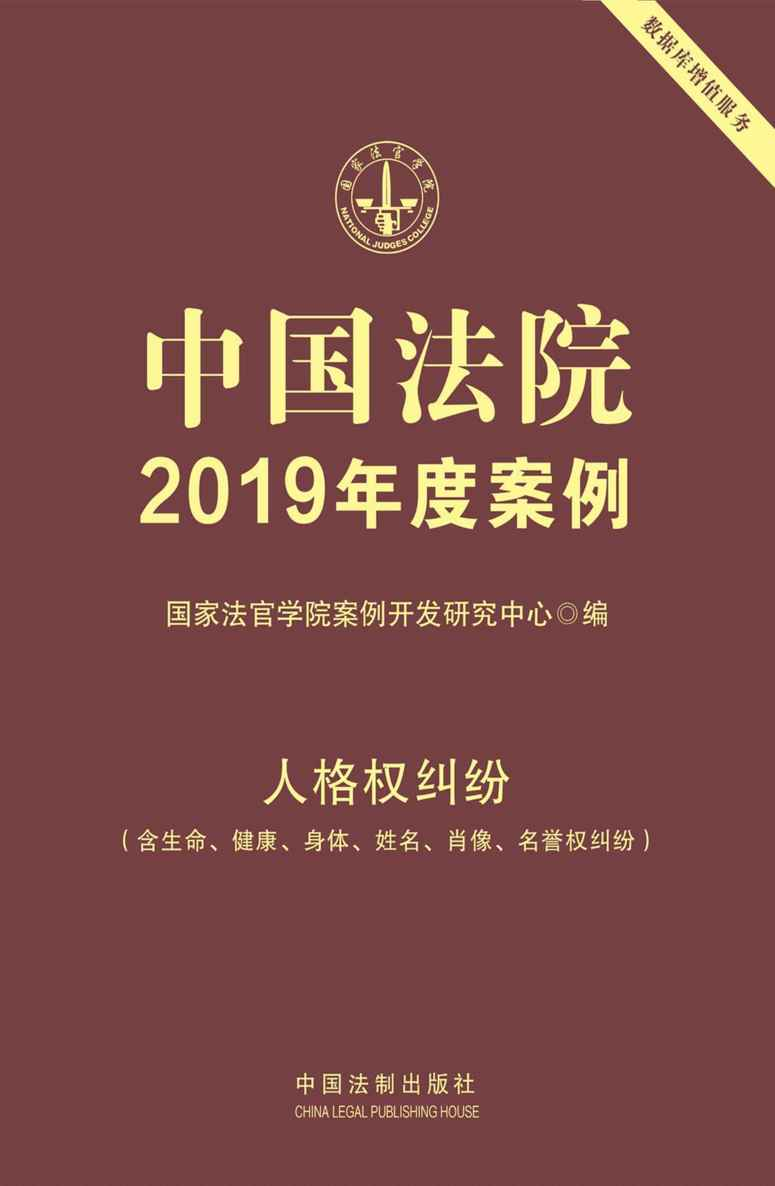 数据库增值服务
国家法官学院
NATIONAL JUDGES COLLEGE
中国法院
2019年度案例
国家法官学院案例开发研究中心◎编
人格权纠纷
（含生命、健康、身体、姓名、肖像、名誉权纠纷）
中国法制出版社
CHINA LEGAL PUBLISHING HOUSE